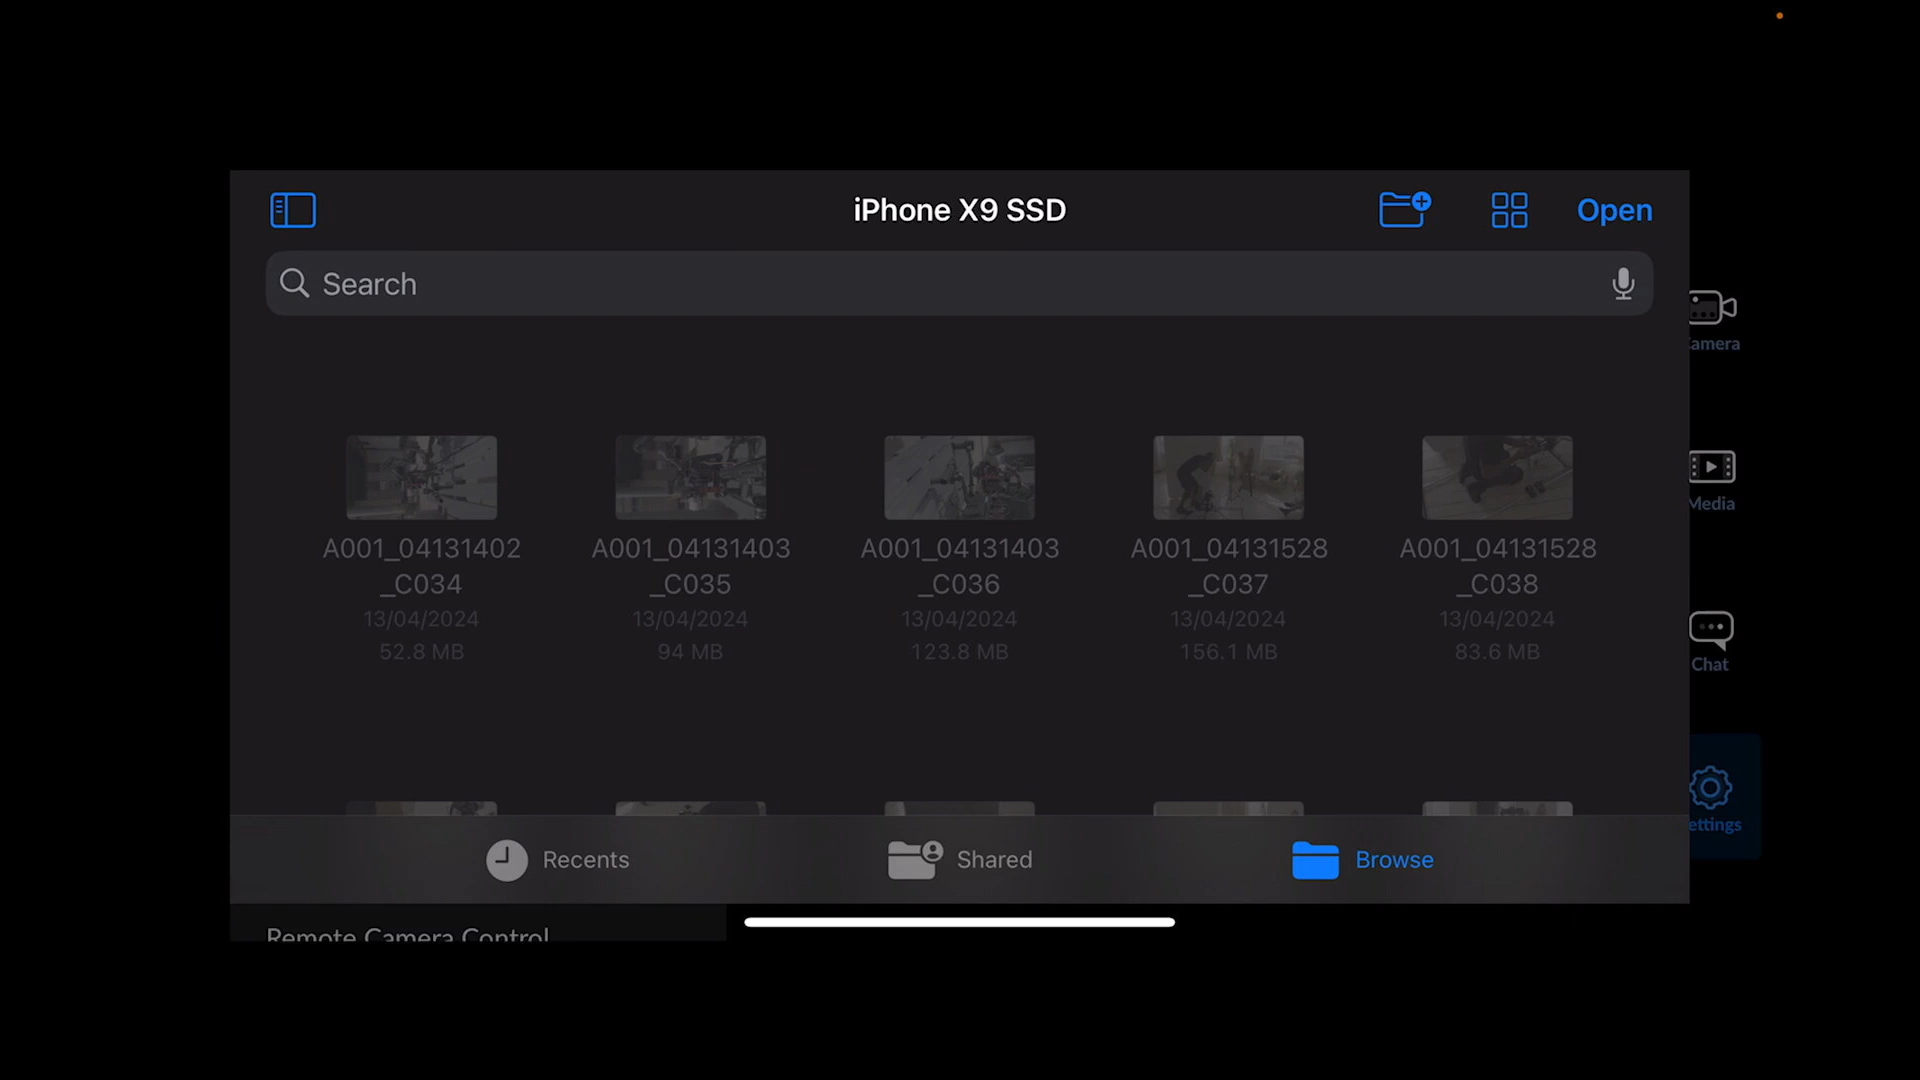 iPhone X9 SSD
Open
Search
A001_04131402
_C034
13/04/2024
52.8 MB
A001_04131403
_C035
13/04/2024
94 MB
A001_04131403
_C036
13/04/2024
123.8 MB
A001_04131528
_C037
13/04/2024
156.1 MB
A001_04131528
_C038
13/04/2024
83.6 MB
Recents
Shared
Browse
Remote Camera Control
amera
Media
Chat
ettings